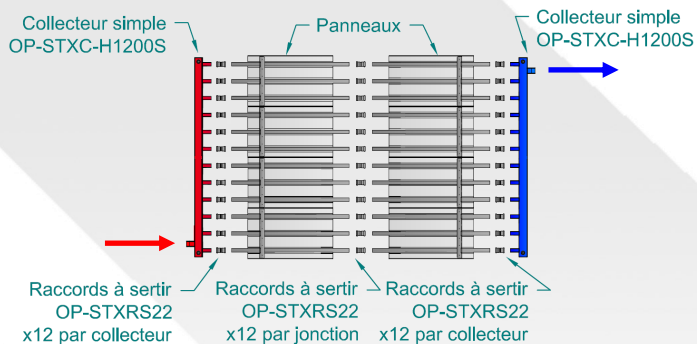 Collecteur simple
OP-STXC-H1200S
Panneaux
Collecteur simple
OP-STXC-H1200S
Raccords à sertir
OP-STXRS22
x12 par collecteur
Raccords à sertir
OP-STXRS22
x12 par jonction
Raccords à sertir
OP-STXRS22
x12 par collecteur